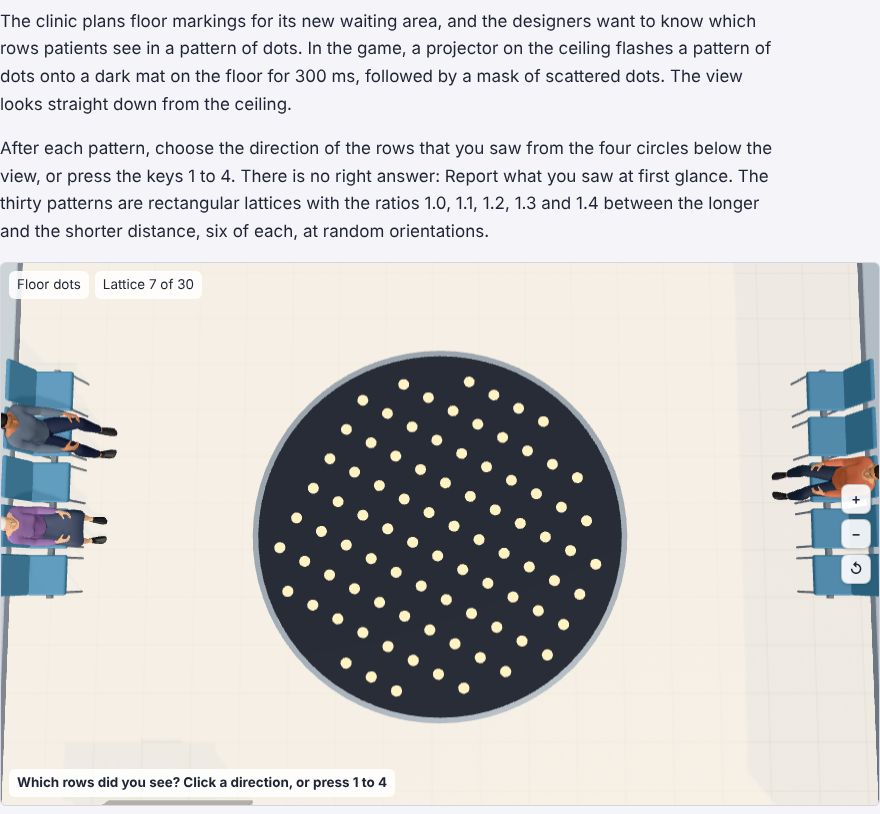 The clinic plans floor markings for its new waiting area, and the designers want to know which
rows patients see in a pattern of dots. In the game, a projector on the ceiling flashes a pattern of
dots onto a dark mat on the floor for 300 ms, followed by a mask of scattered dots. The view
looks straight down from the ceiling.
After each pattern, choose the direction of the rows that you saw from the four circles below the
view, or press the keys 1 to 4. There is no right answer: Report what you saw at first glance. The
thirty patterns are rectangular lattices with the ratios 1.0, 1.1, 1.2, 1.3 and 1.4 between the longer
and the shorter distance, six of each, at random orientations.
Floor dots Lattice 7 of 30
+
−
Which rows did you see? Click a direction, or press 1 to 4